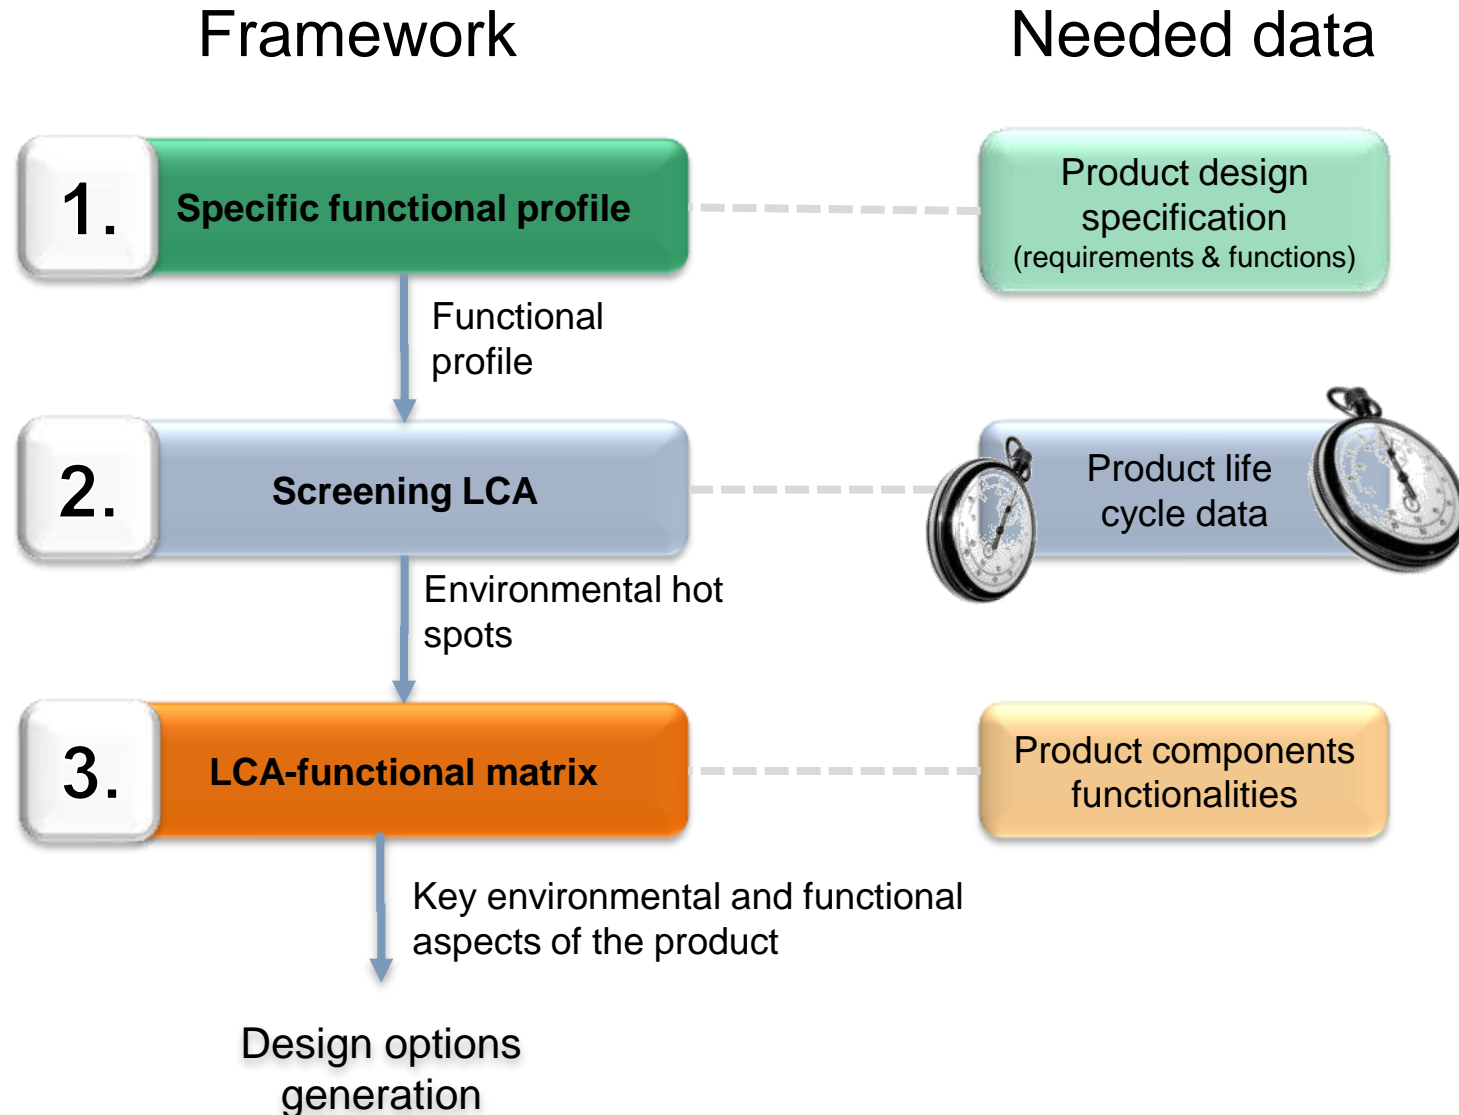 Framework
Needed data
1.
Specific functional profile
Product design
specification
(requirements & functions)
Functional
profile
2.
Screening LCA
Product life
cycle data
Environmental hot
spots
3.
LCA-functional matrix
Product components
functionalities
Key environmental and functional
aspects of the product
Design options
generation